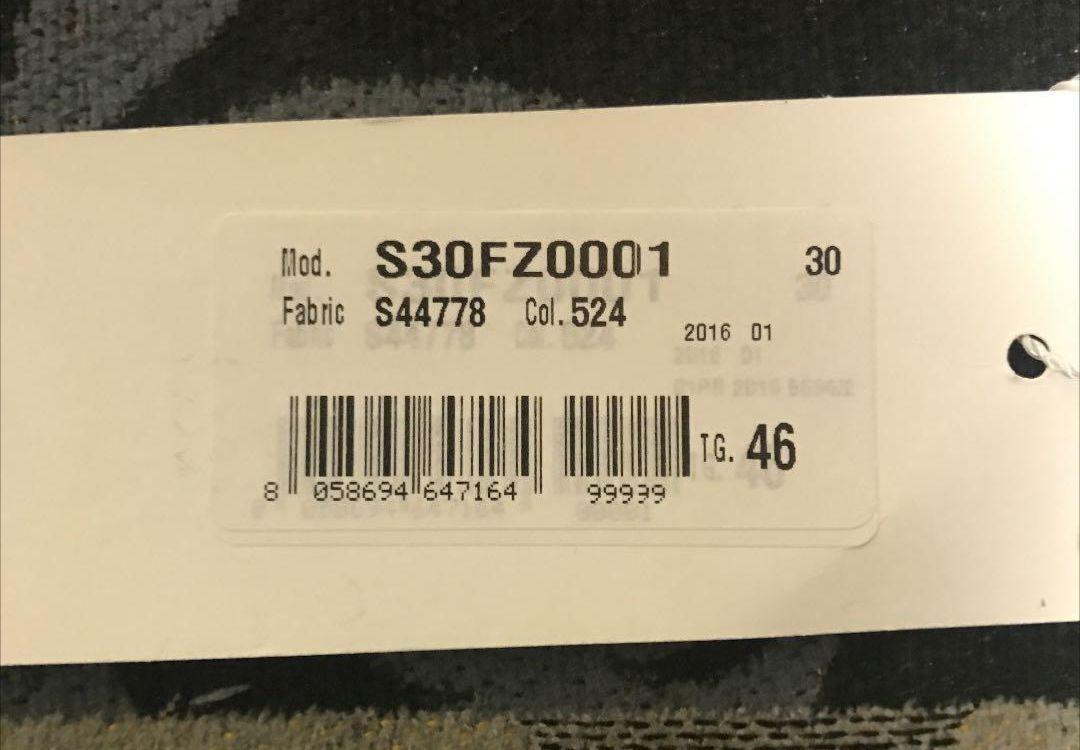 Mod. S30FZ0001 30
Fabric S44778 Col. 524
2016 01
TG. 46
8 058694 647164 99999